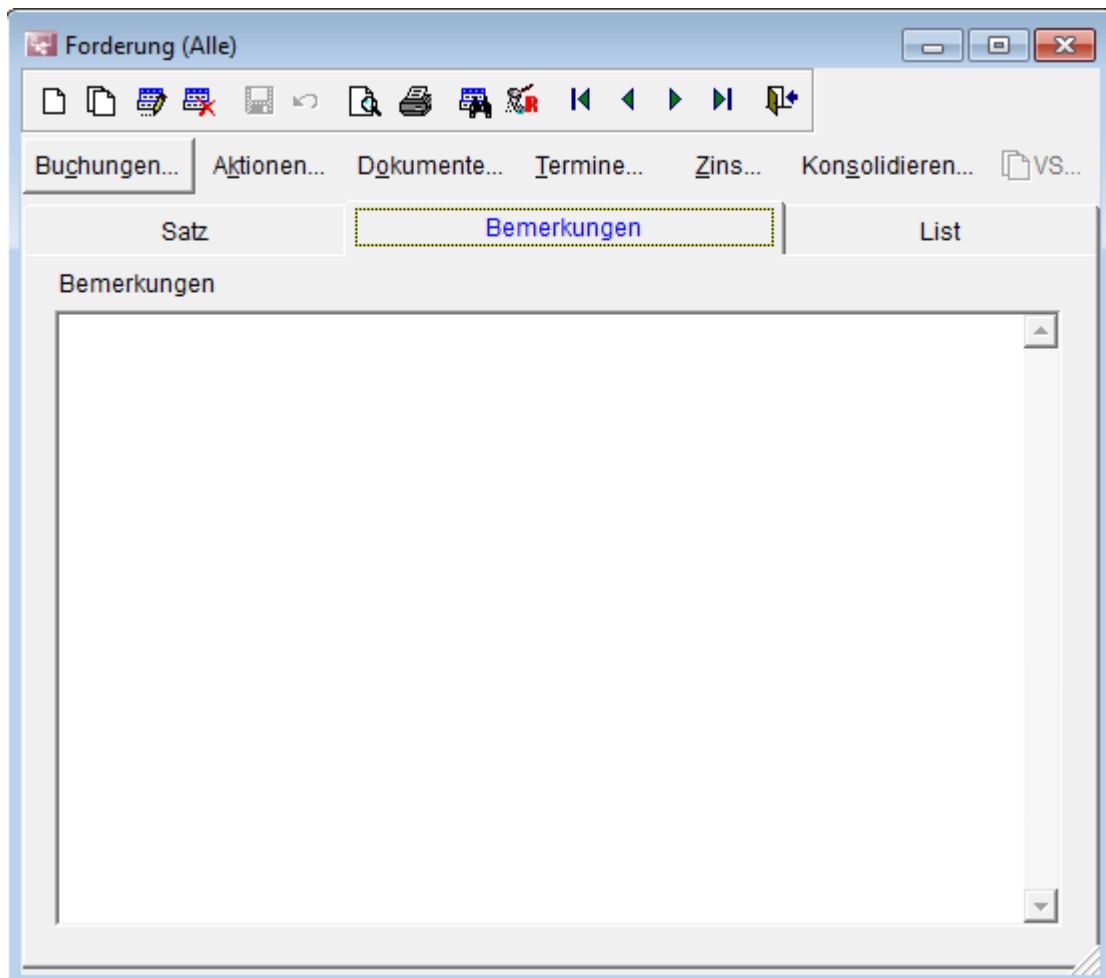 Forderung (Alle)
Buchungen... Aktionen... Dokumente... Termine... Zins... Konsolidieren... VS...
Satz Bemerkungen List
Bemerkungen